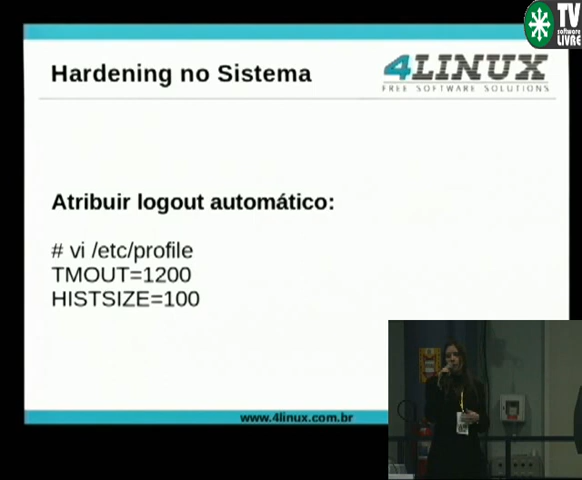 TV
software
LIVRE
Hardening no Sistema
4LINUX
FREE SOFTWARE SOLUTIONS
Atribuir logout automático:
# vi /etc/profile
TMOUT=1200
HISTSIZE=100
www.4linux.com.br